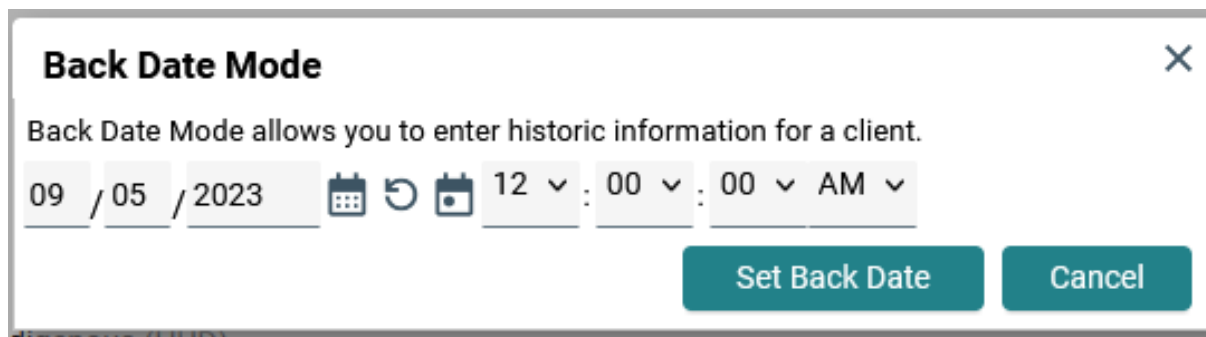 Back Date Mode
Back Date Mode allows you to enter historic information for a client.
09 / 05 / 2023 12 : 00 : 00 AM
Set Back Date Cancel